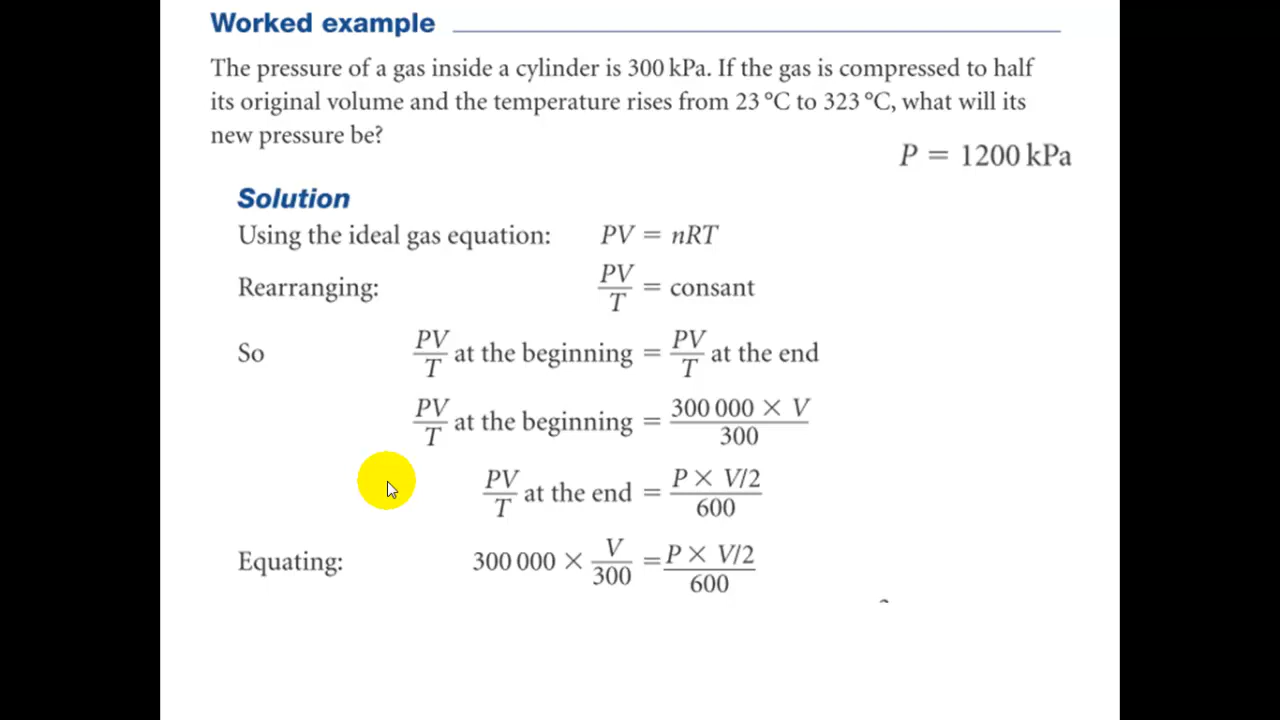 Worked example
The pressure of a gas inside a cylinder is 300 kPa. If the gas is compressed to half
its original volume and the temperature rises from 23 °C to 323 °C, what will its
new pressure be?
P = 1200 kPa
Solution
Using the ideal gas equation: PV = nRT
Rearranging: PV/T = consant
So PV/T at the beginning = PV/T at the end
PV/T at the beginning = 300 000 × V/300
PV/T at the end = P × V/2/600
Equating: 300 000 × V/300 = P × V/2/600